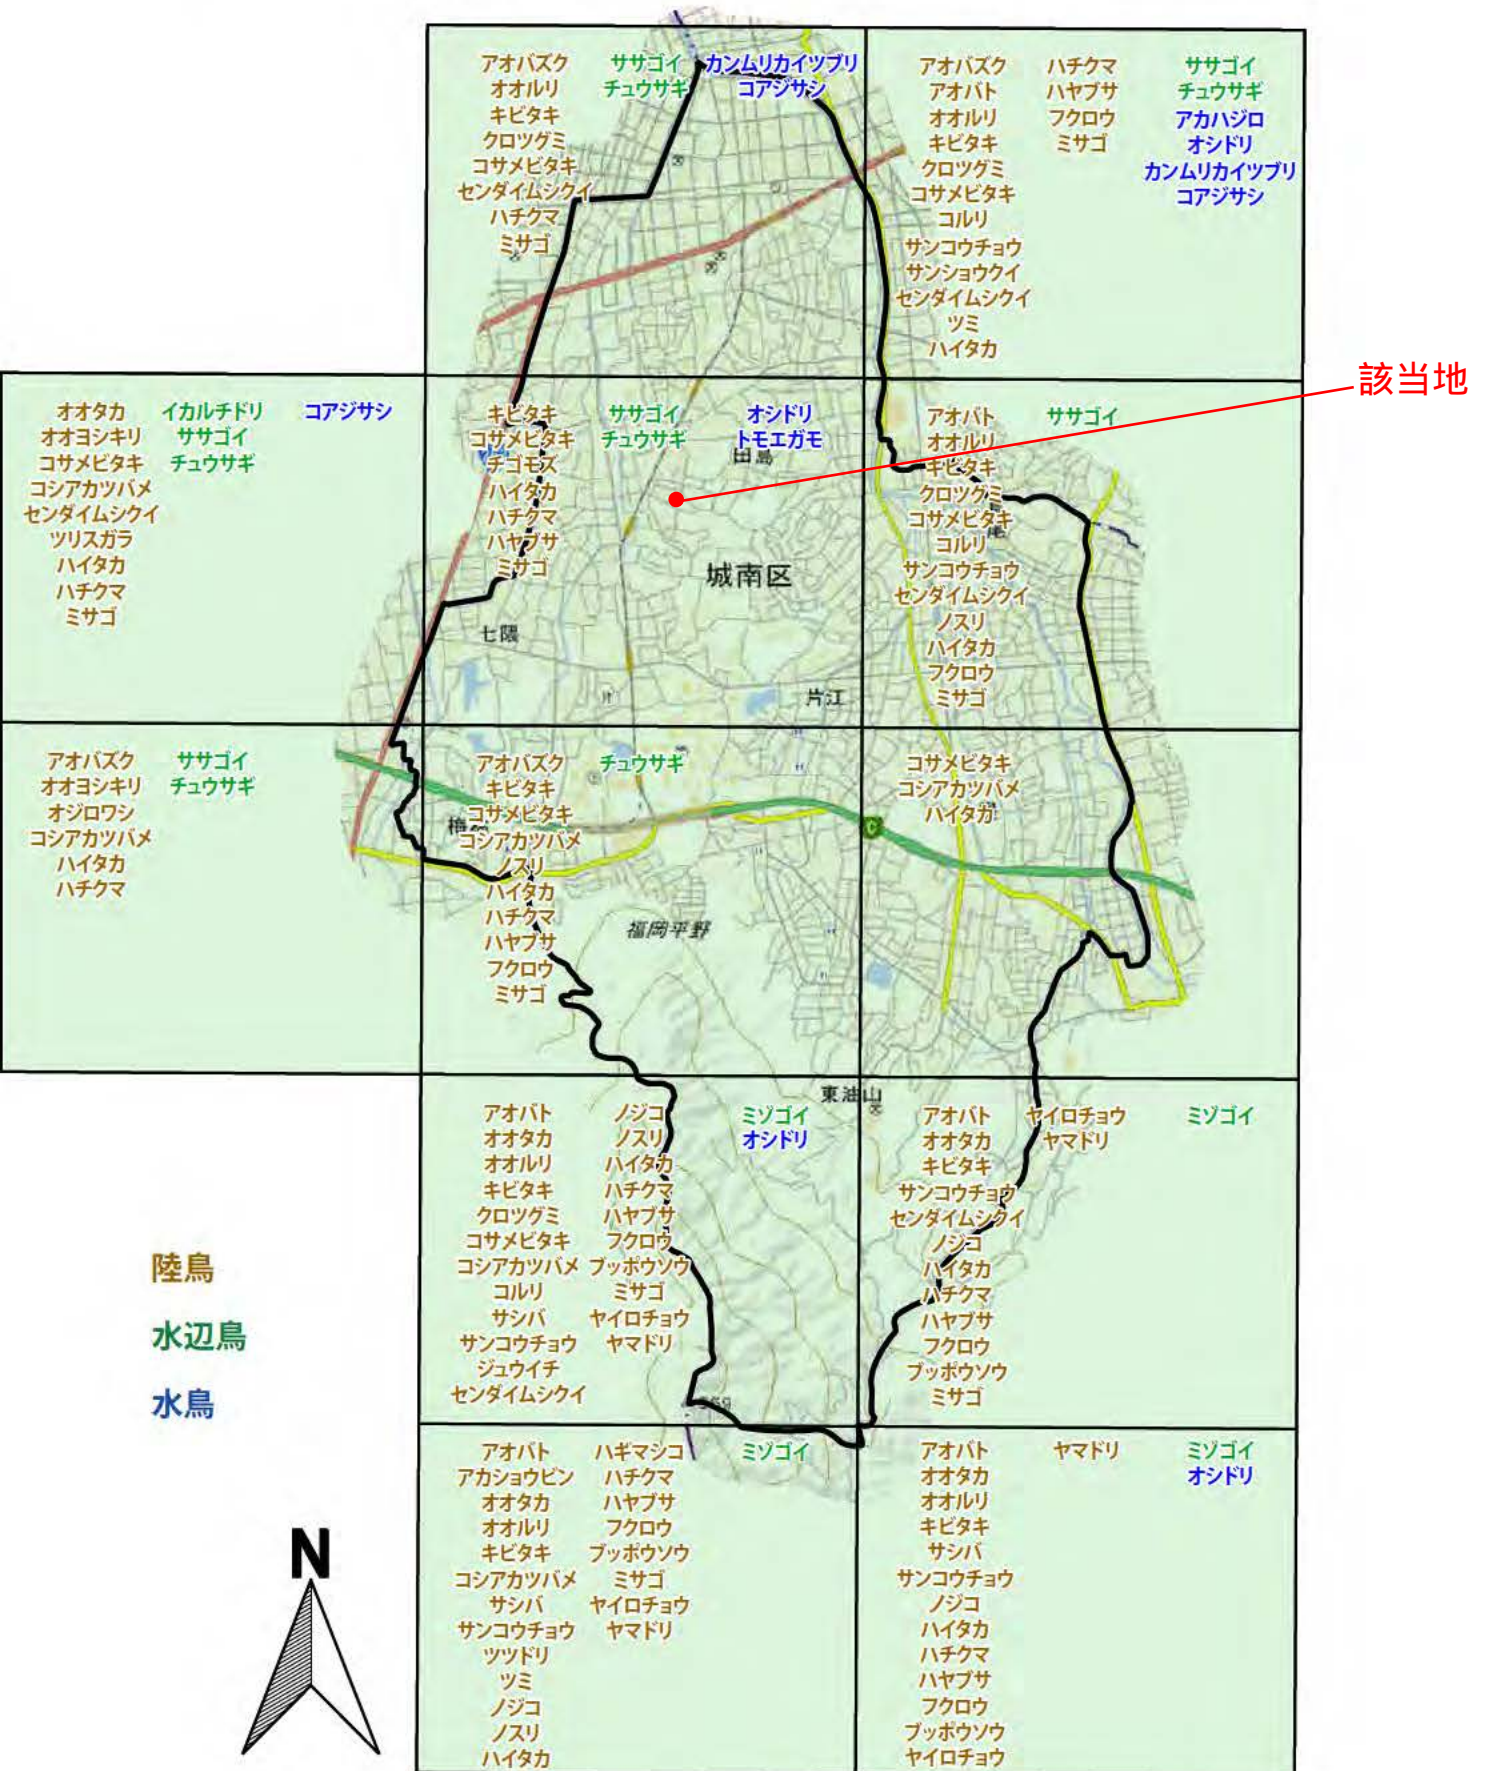 アオバズク
オオルリ
キビタキ
クロツグミ
コサメビタキ
センダイムシクイ
ハチクマ
ミサゴ
ササゴイ
チュウサギ
カンムリカイツブリ
コアジサシ
アオバズク
アオバト
オオルリ
キビタキ
クロツグミ
コサメビタキ
コルリ
サンコウチョウ
サンショウクイ
センダイムシクイ
ツミ
ハイタカ
ハチクマ
ハヤブサ
フクロウ
ミサゴ
ササゴイ
チュウサギ
アカハジロ
オシドリ
カンムリカイツブリ
コアジサシ
該当地
オオタカ
オオヨシキリ
コサメビタキ
コシアカツバメ
センダイムシクイ
ツリスガラ
ハイタカ
ハチクマ
ミサゴ
イカルチドリ
ササゴイ
チュウサギ
コアジサシ
キビタキ
コサメビタキ
チゴモズ
ハイタカ
ハチクマ
ハヤブサ
ミサゴ
ササゴイ
チュウサギ
オシドリ
トモエガモ
田島
城南区
七隈
片江
アオバト
オオルリ
キビタキ
クロツグミ
コサメビタキ
コルリ
サンコウチョウ
センダイムシクイ
ノスリ
ハイタカ
フクロウ
ミサゴ
ササゴイ
尾
アオバズク
オオヨシキリ
オジロワシ
コシアカツバメ
ハイタカ
ハチクマ
ササゴイ
チュウサギ
アオバズク
キビタキ
コサメビタキ
コシアカツバメ
ノスリ
ハイタカ
ハチクマ
ハヤブサ
フクロウ
ミサゴ
チュウサギ
梅
福岡平野
コサメビタキ
コシアカツバメ
ハイタカ
東油山
アオバト
オオタカ
オオルリ
キビタキ
クロツグミ
コサメビタキ
コシアカツバメ
コルリ
サシバ
サンコウチョウ
ジュウイチ
センダイムシクイ
ノジコ
ノスリ
ハイタカ
ハチクマ
ハヤブサ
フクロウ
ブッポウソウ
ミサゴ
ヤイロチョウ
ヤマドリ
ミゾゴイ
オシドリ
アオバト
オオタカ
キビタキ
サンコウチョウ
センダイムシクイ
ノジコ
ハイタカ
ハチクマ
ハヤブサ
フクロウ
ブッポウソウ
ミサゴ
ヤイロチョウ
ヤマドリ
ミゾゴイ
陸鳥
水辺鳥
水鳥
アオバト
アカショウビン
オオタカ
オオルリ
キビタキ
コシアカツバメ
サシバ
サンコウチョウ
ツツドリ
ツミ
ノジコ
ノスリ
ハイタカ
ハギマシコ
ハチクマ
ハヤブサ
フクロウ
ブッポウソウ
ミサゴ
ヤイロチョウ
ヤマドリ
ミゾゴイ
アオバト
オオタカ
オオルリ
キビタキ
サシバ
サンコウチョウ
ノジコ
ハイタカ
ハチクマ
ハヤブサ
フクロウ
ブッポウソウ
ヤイロチョウ
ヤマドリ
ミゾゴイ
オシドリ
N